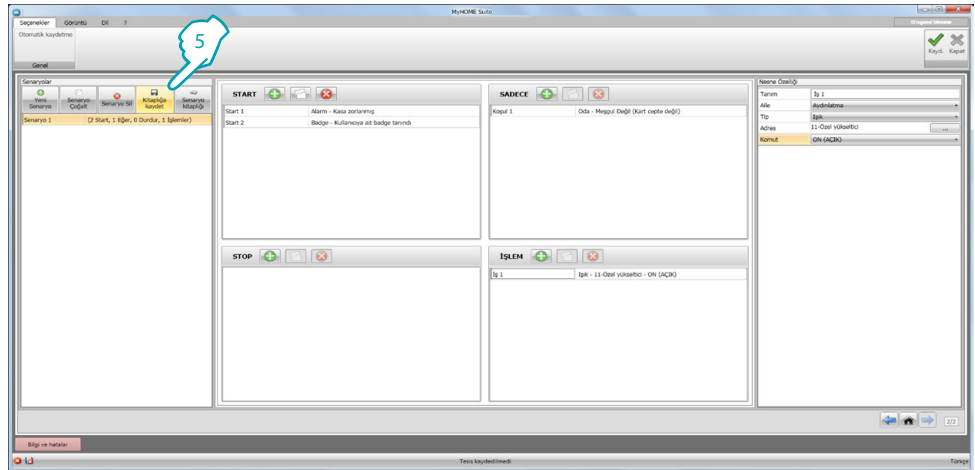 MyHOME Suite
Seçenekler Görüntü Dil ?
Otomatik kaydetme
Genel
Kayd. Kapat
5
Senaryolar
Yeni Senaryo
Senaryo Çoğalt
Senaryo Sil
Kitaplığa kaydet
Senaryo kitaplığı
Senaryo 1 (2 Start, 1 Eğer, 0 Durdur, 1 İşlemler)
START
Start 1 Alarm - Kasa zorlanmış
Start 2 Badge - Kullanıcıya ait badge tanındı
SADECE
Koşul 1 Oda - Meşgul Değil (Kart cepte değil)
STOP
İŞLEM
İş 1 Işık - 11-Özel yükseltici - ON (AÇIK)
Nesne Özelliği
Tanım İş 1
Aile Aydınlatma
Tip Işık
Adres 11-Özel yükseltici ...
Komut ON (AÇIK)
2/2
Bilgi ve hatalar
Tesis kaydedilmedi
Türkçe